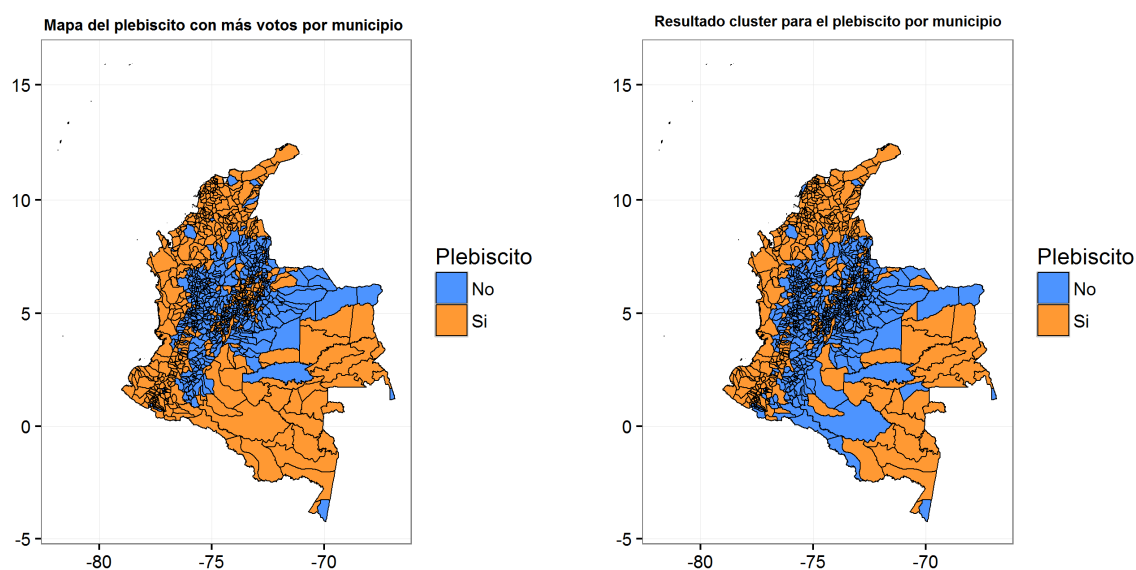 Mapa del plebiscito con más votos por municipio
15
10
5
0
-5
-80
-75
-70
Plebiscito
No
Si
Resultado cluster para el plebiscito por municipio
15
10
5
0
-5
-80
-75
-70
Plebiscito
No
Si